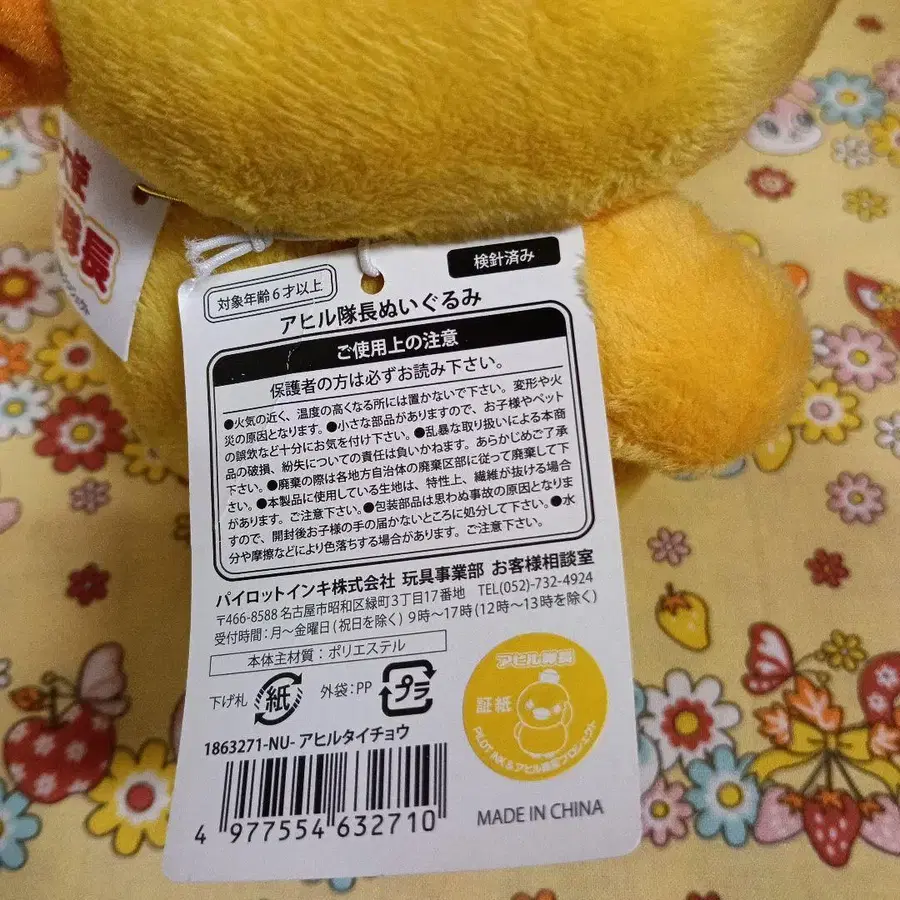 使
隊長
検針済み
対象年齢6才以上
アヒル隊長ぬいぐるみ
ご使用上の注意
保護者の方は必ずお読み下さい。
●火気の近く、温度の高くなる所には置かないで下さい。変形や火
災の原因となります。●小さな部品がありますので、お子様やペット
の誤飲など十分にお気を付け下さい。●乱暴な取り扱いによる本商
品の破損、紛失についての責任は負いかねます。あらかじめご了承
下さい。●廃棄の際は各地方自治体の廃棄区部に従って廃棄して下
さい。●本製品に使用している生地は、特性上、繊維が抜ける場合
があります。ご注意下さい。●包装部品は思わぬ事故の原因となりま
すので、開封後お子様の手の届かないところに処分して下さい。●水
分や摩擦などにより色落ちする場合があります。ご注意下さい。
パイロットインキ株式会社 玩具事業部 お客様相談室
〒466-8588 名古屋市昭和区緑町3丁目17番地 TEL(052)-732-4924
受付時間:月〜金曜日(祝日を除く)9時〜17時(12時〜13時を除く)
本体主材質:ポリエステル
下げ札 紙 外袋:PP プラ
アヒル隊長
証紙
PILOT INK & アヒル隊長プロジェクト
1863271-NU-アヒルタイチョウ
4 977554 632710
MADE IN CHINA